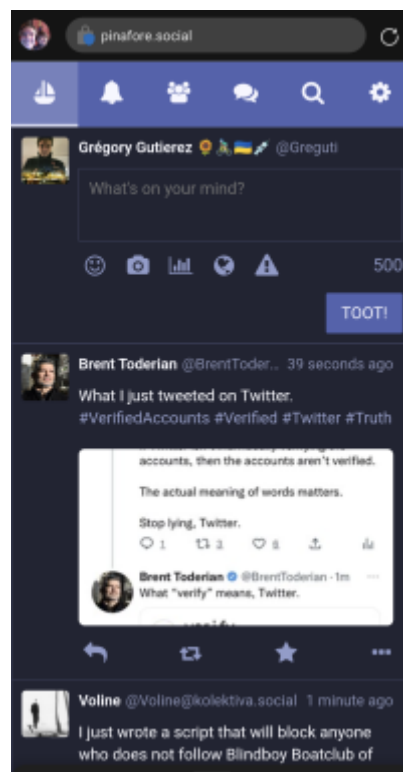 pinafore.social
Grégory Gutierez 🌻🚴🇺🇦💉 @Greguti
What's on your mind?
500
TOOT!
Brent Toderian @BrentToder... 39 seconds ago
What I just tweeted on Twitter.
#VerifiedAccounts #Verified #Twitter #Truth
accounts, then the accounts aren't verified.
The actual meaning of words matters.
Stop lying, Twitter.
1 3 6
Brent Toderian @BrentToderian · 1m
What "verify" means, Twitter.
Voline @Voline@kolektiva.social 1 minute ago
I just wrote a script that will block anyone
who does not follow Blindboy Boatclub of